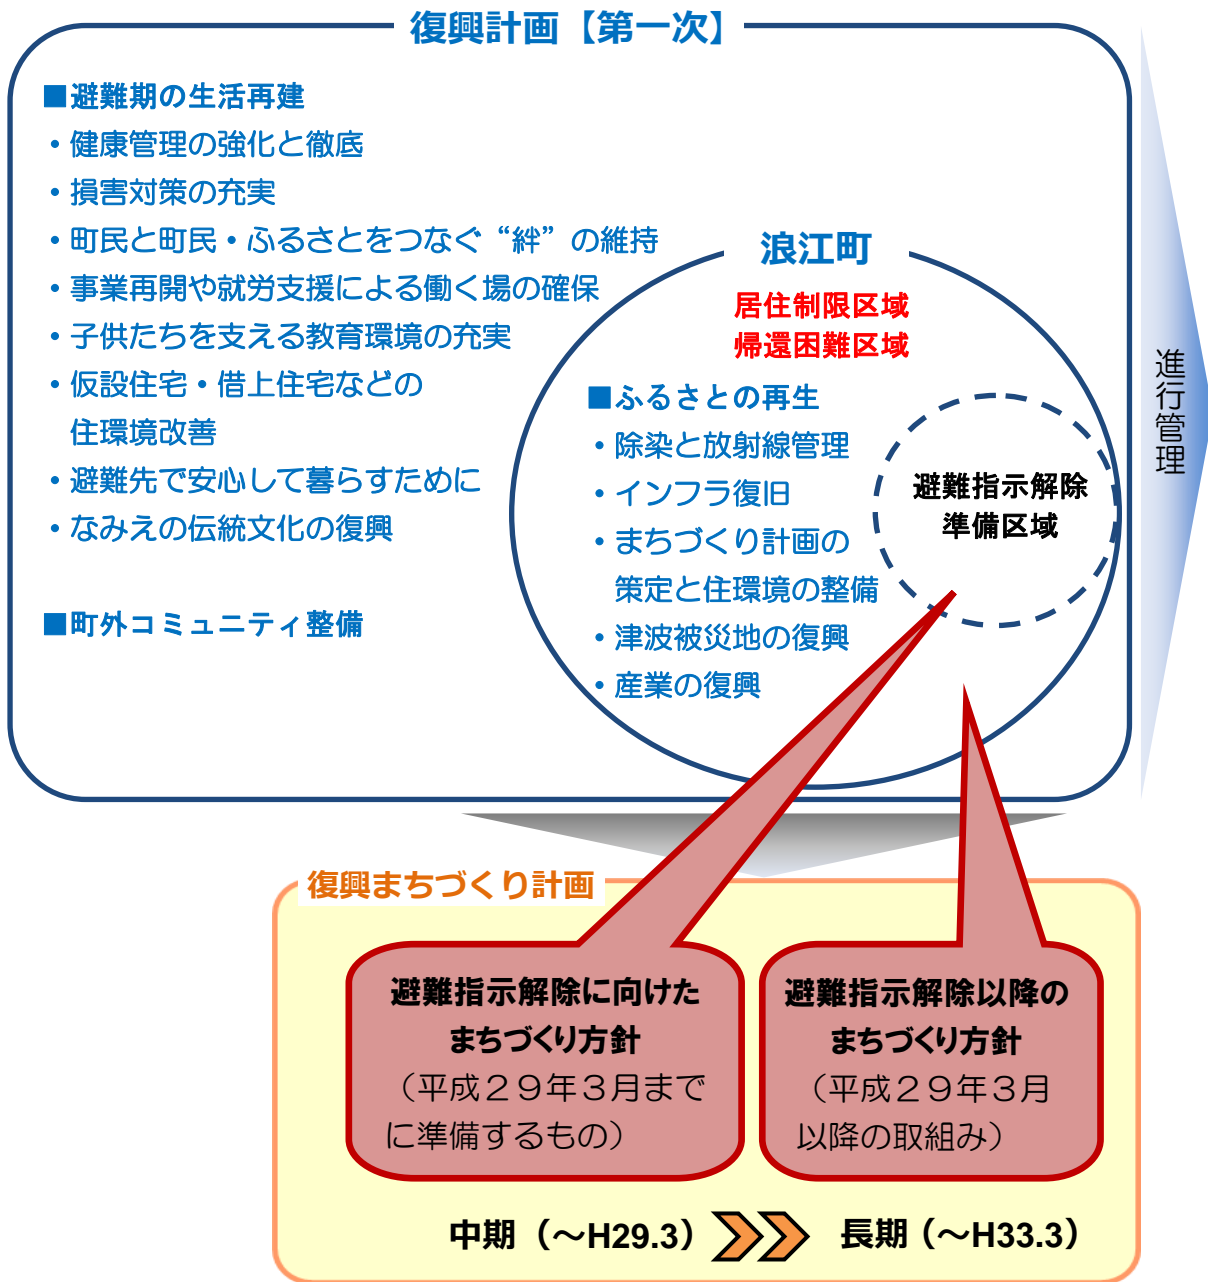 復興計画【第一次】
■避難期の生活再建
・健康管理の強化と徹底
・損害対策の充実
・町民と町民・ふるさとをつなぐ“絆”の維持
・事業再開や就労支援による働く場の確保
・子供たちを支える教育環境の充実
・仮設住宅・借上住宅などの
住環境改善
・避難先で安心して暮らすために
・なみえの伝統文化の復興
■町外コミュニティ整備
浪江町
居住制限区域
帰還困難区域
■ふるさとの再生
・除染と放射線管理
・インフラ復旧
・まちづくり計画の
策定と住環境の整備
・津波被災地の復興
・産業の復興
避難指示解除
準備区域
進行管理
復興まちづくり計画
避難指示解除に向けた
まちづくり方針
（平成２９年３月まで
に準備するもの）
避難指示解除以降の
まちづくり方針
（平成２９年３月
以降の取組み）
中期（～H29.3）
長期（～H33.3）